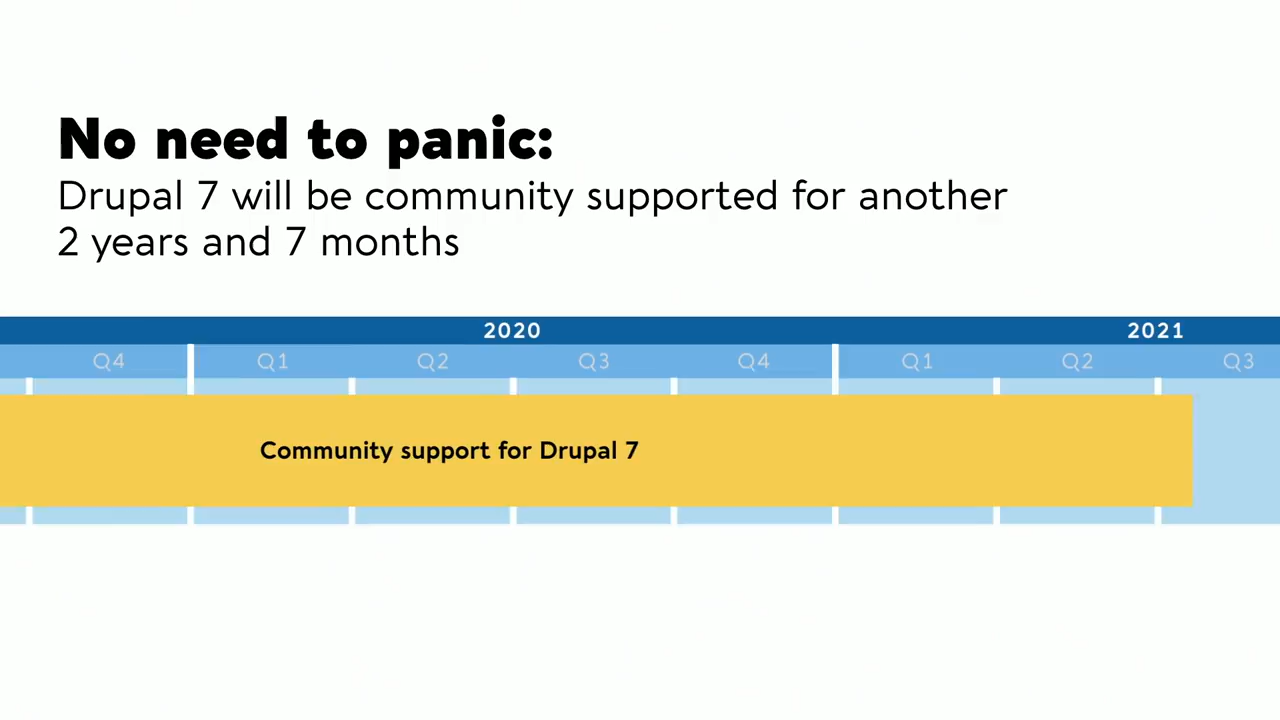 No need to panic:
Drupal 7 will be community supported for another
2 years and 7 months
2020 2021
Q4 Q1 Q2 Q3 Q4 Q1 Q2 Q3
Community support for Drupal 7